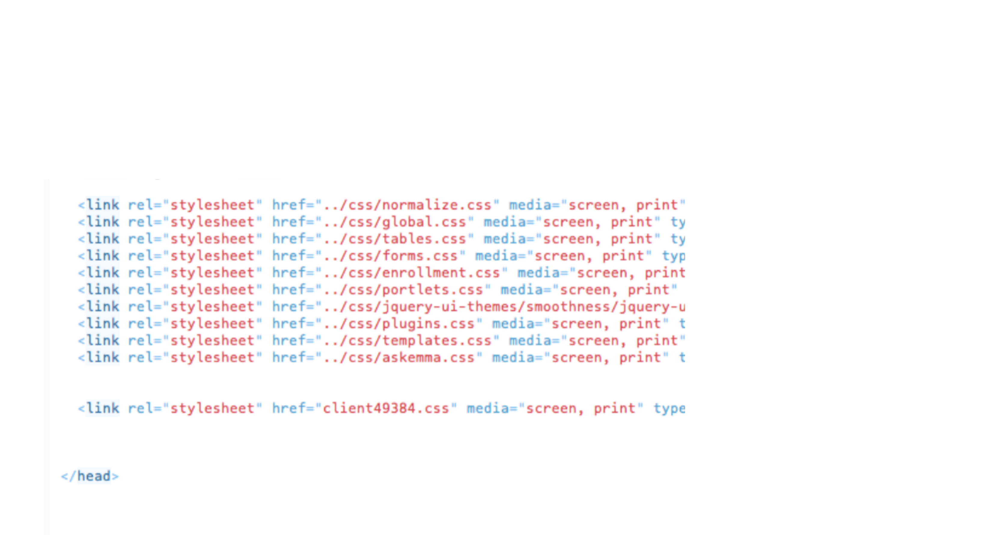 <link rel="stylesheet" href="../css/normalize.css" media="screen, print"
<link rel="stylesheet" href="../css/global.css" media="screen, print" ty
<link rel="stylesheet" href="../css/tables.css" media="screen, print" ty
<link rel="stylesheet" href="../css/forms.css" media="screen, print" typ
<link rel="stylesheet" href="../css/enrollment.css" media="screen, print
<link rel="stylesheet" href="../css/portlets.css" media="screen, print"
<link rel="stylesheet" href="../css/jquery-ui-themes/smoothness/jquery-u
<link rel="stylesheet" href="../css/plugins.css" media="screen, print" t
<link rel="stylesheet" href="../css/templates.css" media="screen, print"
<link rel="stylesheet" href="../css/askemma.css" media="screen, print" t
<link rel="stylesheet" href="client49384.css" media="screen, print" type
</head>